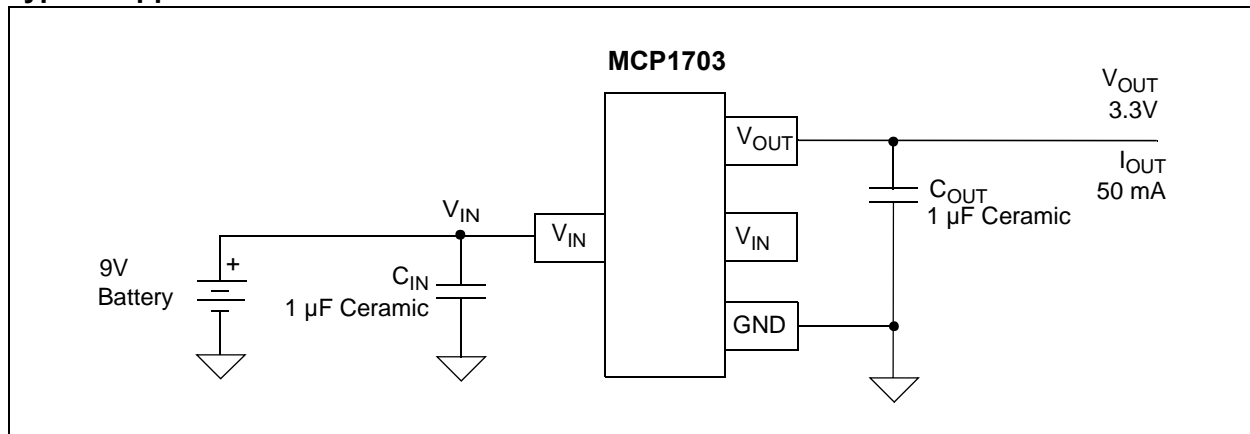 MCP1703
V_OUT
3.3V
V_OUT
I_OUT
50 mA
C_OUT
1 µF Ceramic
V_IN
V_IN
V_IN
9V
Battery
+
C_IN
1 µF Ceramic
GND